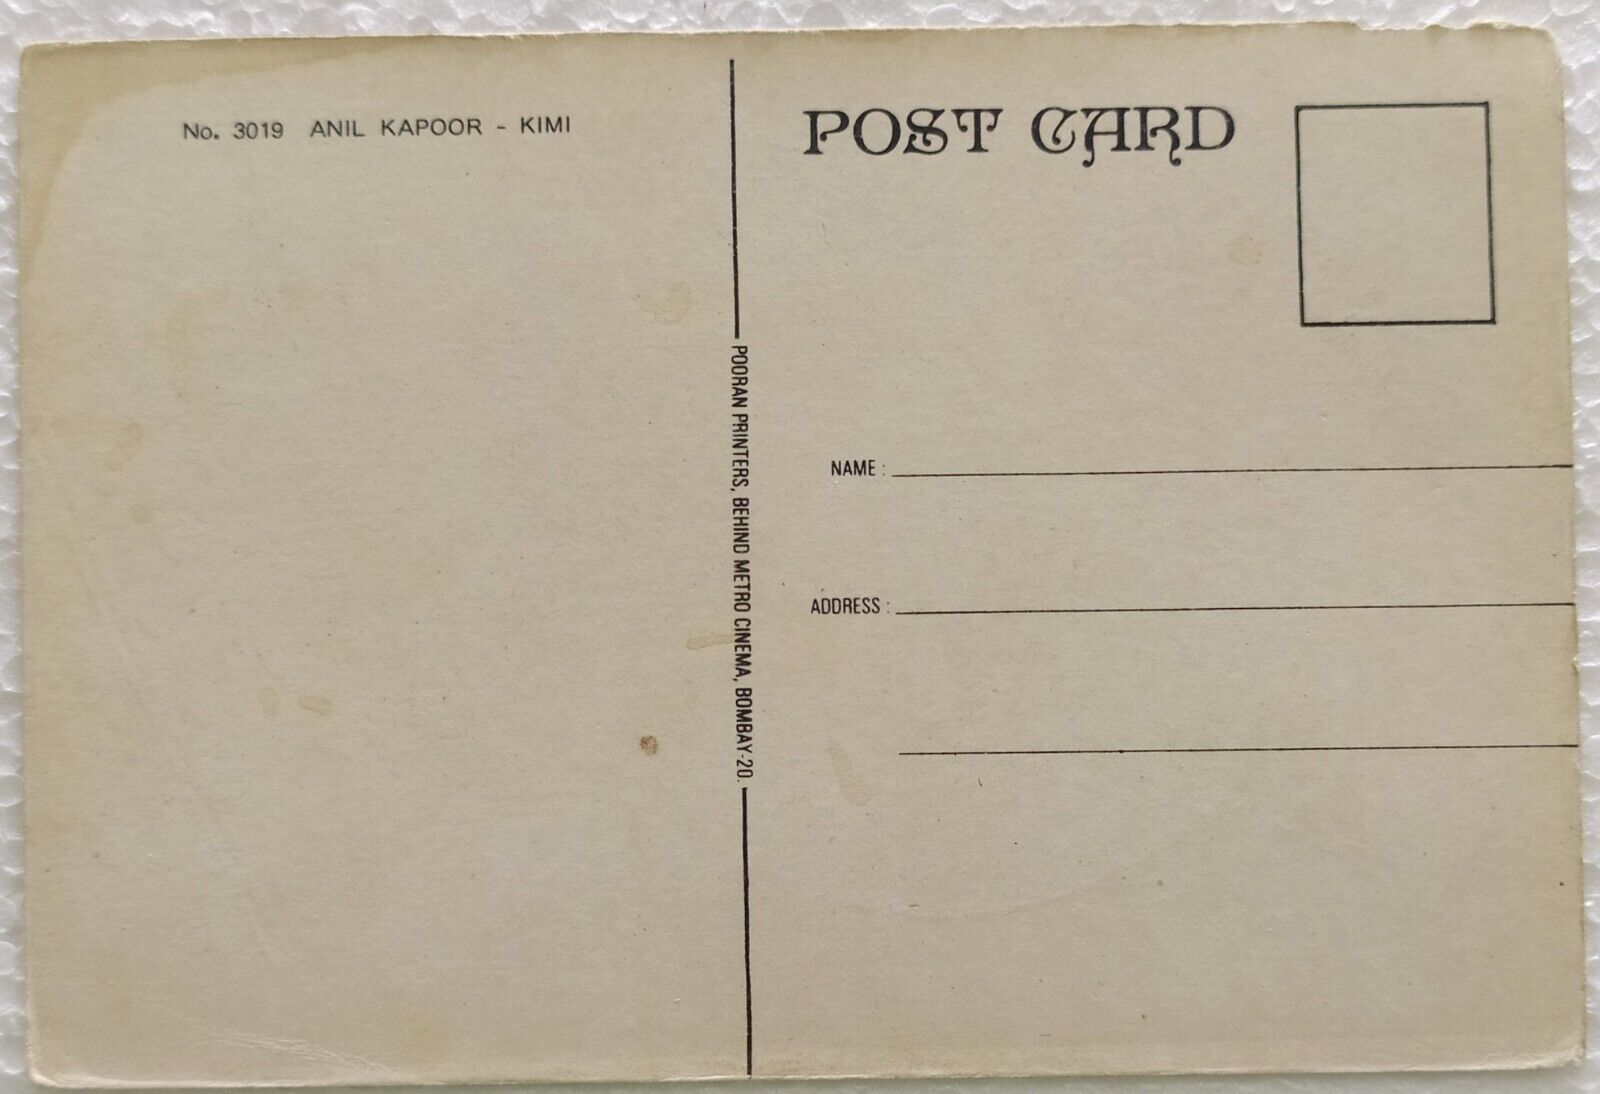 No. 3019 ANIL KAPOOR - KIMI
POORAN PRINTERS, BEHIND METRO CINEMA, BOMBAY-20.
POST CARD
NAME :
ADDRESS :